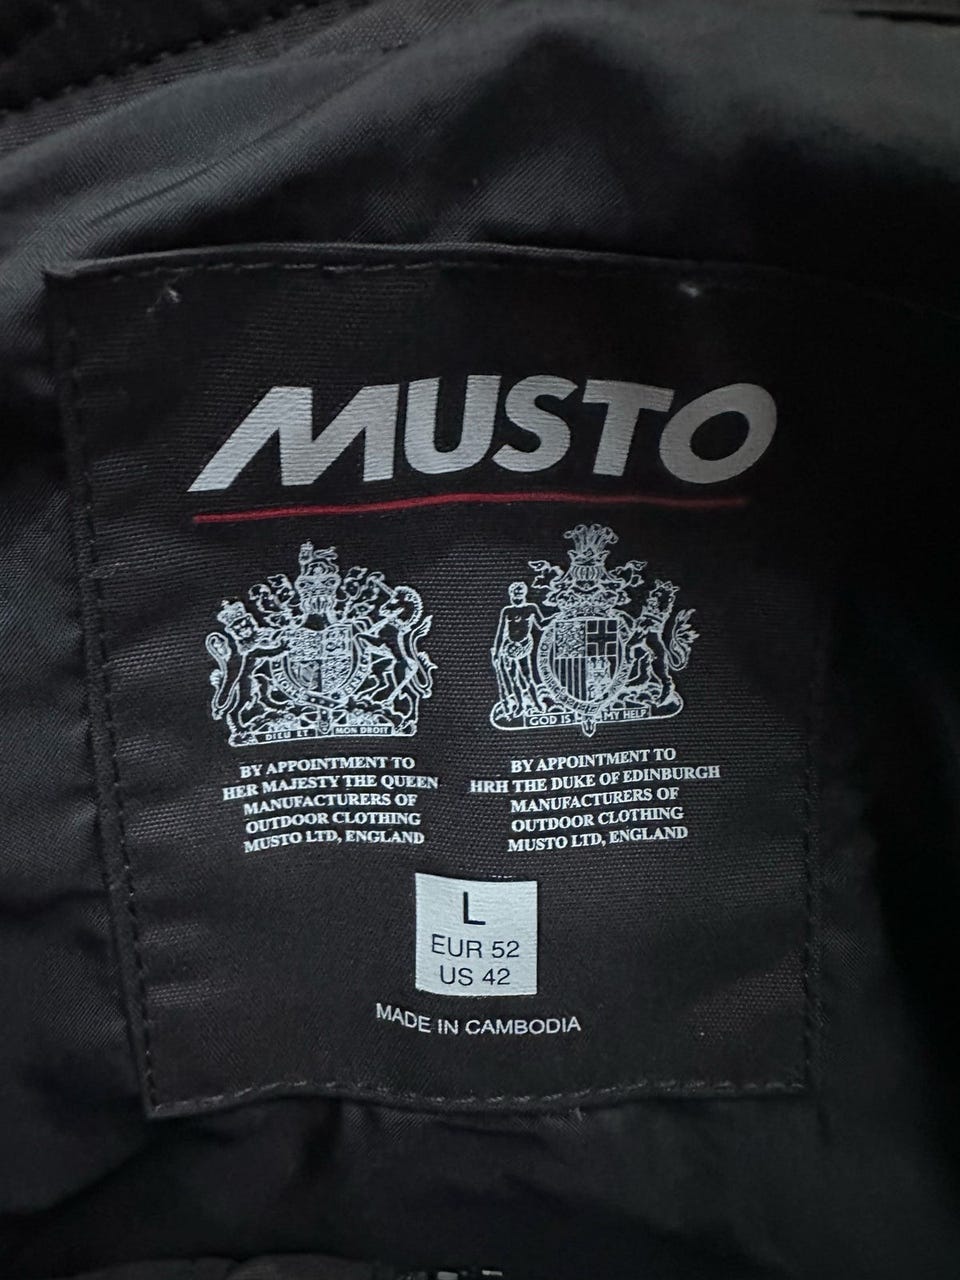 MUSTO
DIEU ET MON DROIT
GOD IS MY HELP
BY APPOINTMENT TO
HER MAJESTY THE QUEEN
MANUFACTURERS OF
OUTDOOR CLOTHING
MUSTO LTD, ENGLAND
BY APPOINTMENT TO
HRH THE DUKE OF EDINBURGH
MANUFACTURERS OF
OUTDOOR CLOTHING
MUSTO LTD, ENGLAND
L
EUR 52
US 42
MADE IN CAMBODIA